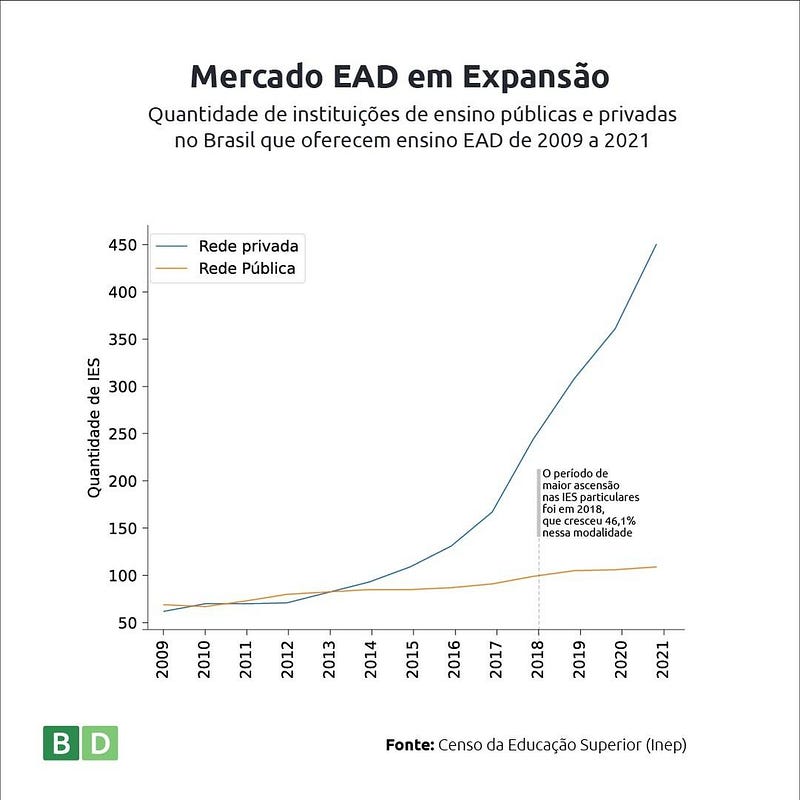 Mercado EAD em Expansão
Quantidade de instituições de ensino públicas e privadas
no Brasil que oferecem ensino EAD de 2009 a 2021
Rede privada
Rede Pública
450
400
350
300
250
200
150
100
50
Quantidade de IES
O período de
maior ascensão
nas IES particulares
foi em 2018,
que cresceu 46,1%
nessa modalidade
2009
2010
2011
2012
2013
2014
2015
2016
2017
2018
2019
2020
2021
B D
Fonte: Censo da Educação Superior (Inep)